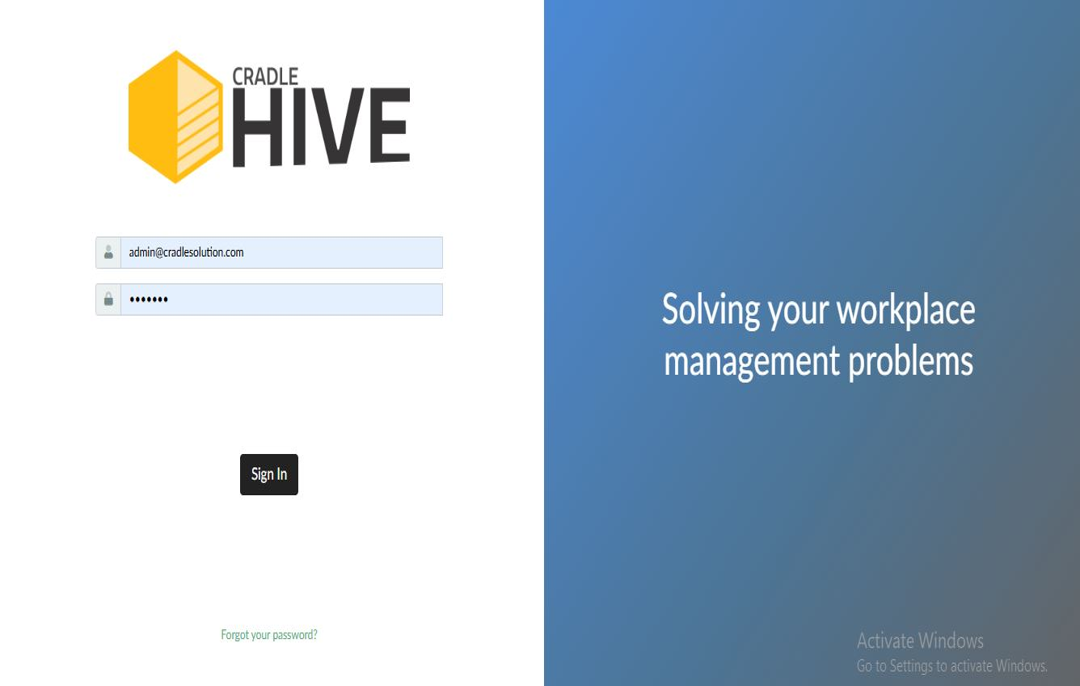 CRADLE
HIVE
admin@cradlesolution.com
•••••••
Sign In
Forgot your password?
Solving your workplace
management problems
Activate Windows
Go to Settings to activate Windows.